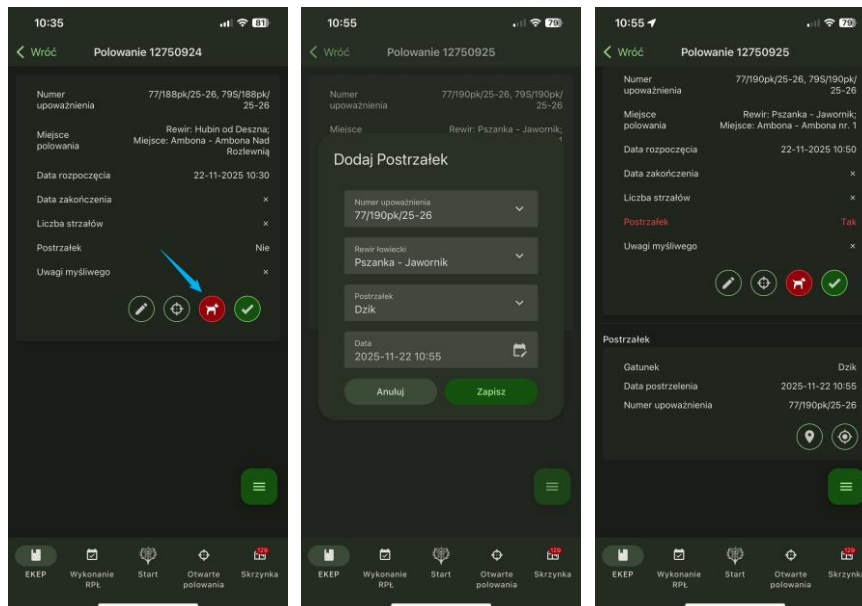 10:35
81
Wróć
Polowanie 12750924
Numer
upoważnienia
77/188pk/25-26, 79S/188pk/
25-26
Miejsce
polowania
Rewir: Hubin od Deszna;
Miejsce: Ambona - Ambona Nad
Rozlewnią
Data rozpoczęcia
22-11-2025 10:30
Data zakończenia
×
Liczba strzałów
×
Postrzałek
Nie
Uwagi myśliwego
×
EKEP
Wykonanie
RPŁ
Start
Otwarte
polowania
129
Skrzynka
10:55
79
Wróć
Polowanie 12750925
Numer
upoważnienia
77/190pk/25-26, 79S/190pk/
25-26
Miejsce
Rewir: Pszanka - Jawornik;
Dodaj Postrzałek
Numer upoważnienia
77/190pk/25-26
Rewir łowiecki
Pszanka - Jawornik
Postrzałek
Dzik
Data
2025-11-22 10:55
Anuluj
Zapisz
EKEP
Wykonanie
RPŁ
Start
Otwarte
polowania
129
Skrzynka
10:55
79
Wróć
Polowanie 12750925
Numer
upoważnienia
77/190pk/25-26, 79S/190pk/
25-26
Miejsce
polowania
Rewir: Pszanka - Jawornik;
Miejsce: Ambona - Ambona nr. 1
Data rozpoczęcia
22-11-2025 10:50
Data zakończenia
×
Liczba strzałów
×
Postrzałek
Tak
Uwagi myśliwego
×
Postrzałek
Gatunek
Dzik
Data postrzelenia
2025-11-22 10:55
Numer upoważnienia
77/190pk/25-26
EKEP
Wykonanie
RPŁ
Start
Otwarte
polowania
129
Skrzynk